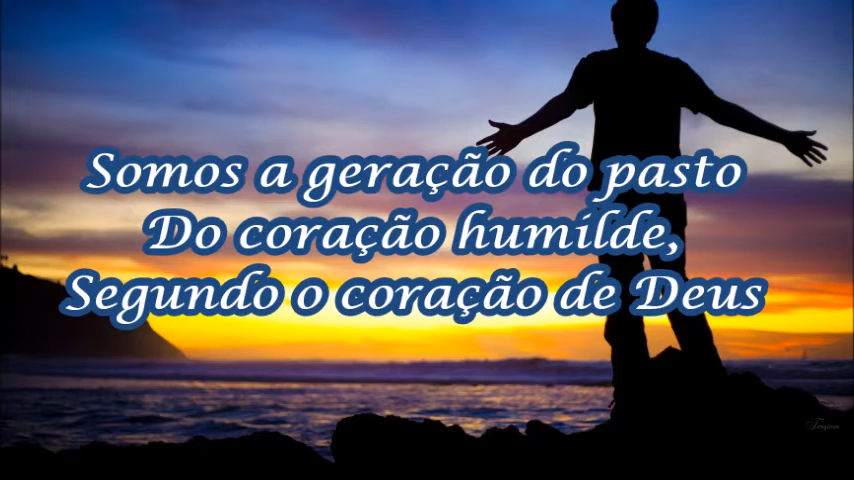 Somos a geração do pasto
Do coração humilde,
Segundo o coração de Deus